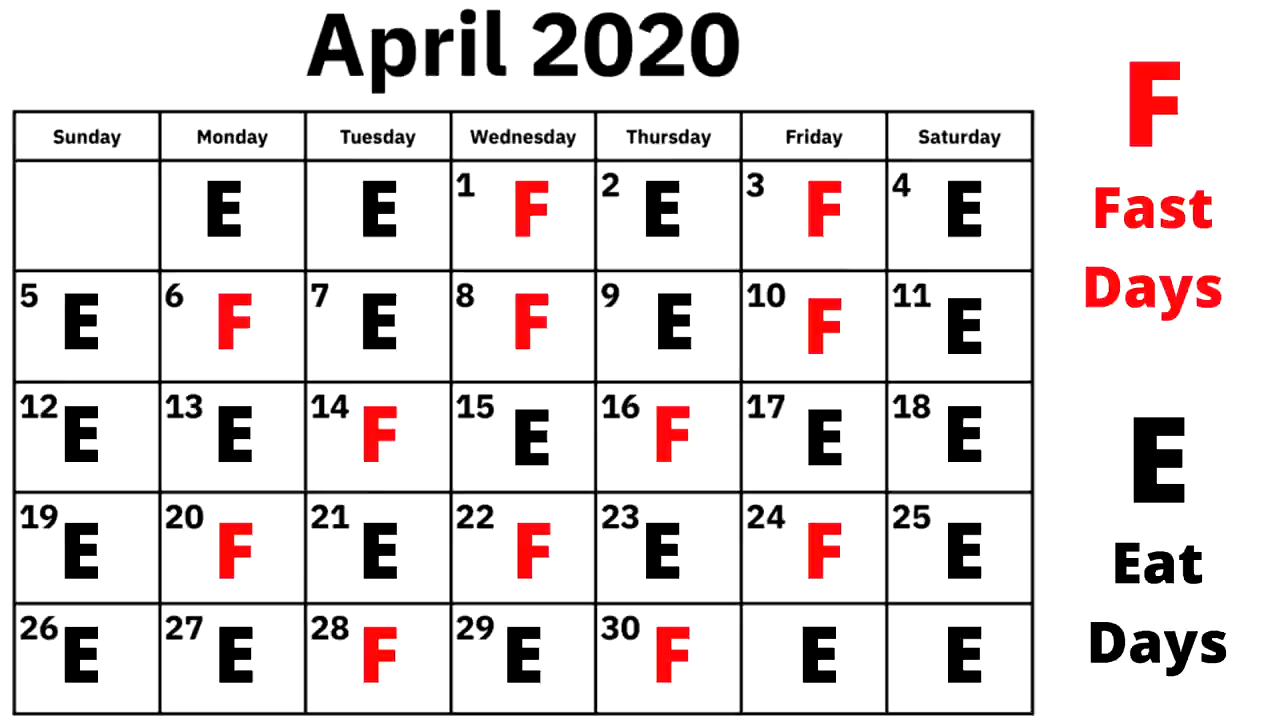 April 2020
Sunday Monday Tuesday Wednesday Thursday Friday Saturday
E E 1 F 2 E 3 F 4 E
5 E 6 F 7 E 8 F 9 E 10 F 11 E
12 E 13 E 14 F 15 E 16 F 17 E 18 E
19 E 20 F 21 E 22 F 23 E 24 F 25 E
26 E 27 E 28 F 29 E 30 F E E
F
Fast
Days
E
Eat
Days